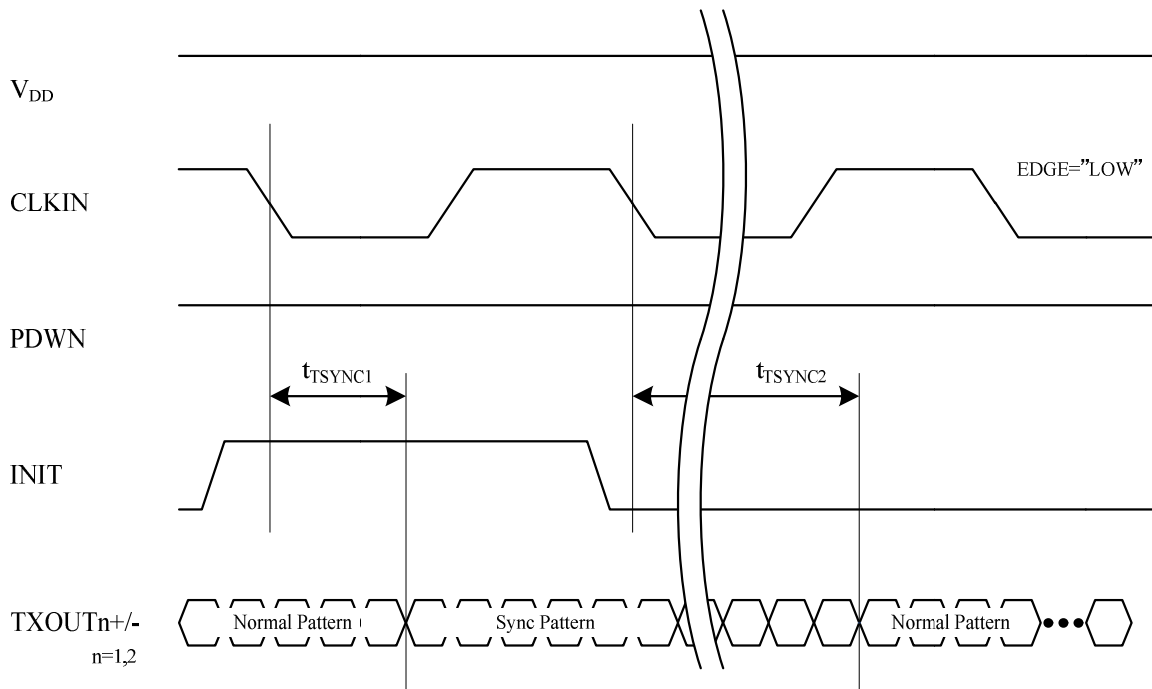 VDD
CLKIN
EDGE="LOW"
PDWN
tTSYNC1
tTSYNC2
INIT
TXOUTn+/-
n=1,2
Normal Pattern
Sync Pattern
Normal Pattern